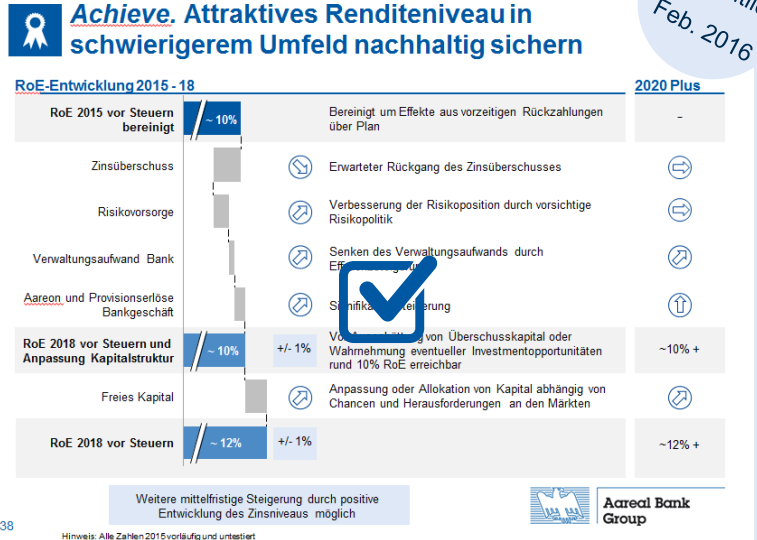 Achieve. Attraktives Renditeniveau in
schwierigerem Umfeld nachhaltig sichern
Feb. 2016
RoE-Entwicklung 2015 - 18
2020 Plus
RoE 2015 vor Steuern
bereinigt
~ 10%
Bereinigt um Effekte aus vorzeitigen Rückzahlungen
über Plan
-
Zinsüberschuss
Erwarteter Rückgang des Zinsüberschusses
Risikovorsorge
Verbesserung der Risikoposition durch vorsichtige
Risikopolitik
Verwaltungsaufwand Bank
Senken des Verwaltungsaufwands durch
Aareon und Provisionserlöse
Bankgeschäft
RoE 2018 vor Steuern und
Anpassung Kapitalstruktur
~ 10%
+/- 1%
von Überschusskapital oder
Wahrnehmung eventueller Investmentopportunitäten
rund 10% RoE erreichbar
~10% +
Freies Kapital
Anpassung oder Allokation von Kapital abhängig von
Chancen und Herausforderungen an den Märkten
RoE 2018 vor Steuern
~ 12%
+/- 1%
~12% +
Weitere mittelfristige Steigerung durch positive
Entwicklung des Zinsniveaus möglich
Aareal Bank
Group
38
Hinweis: Alle Zahlen 2015 vorläufig und untestiert